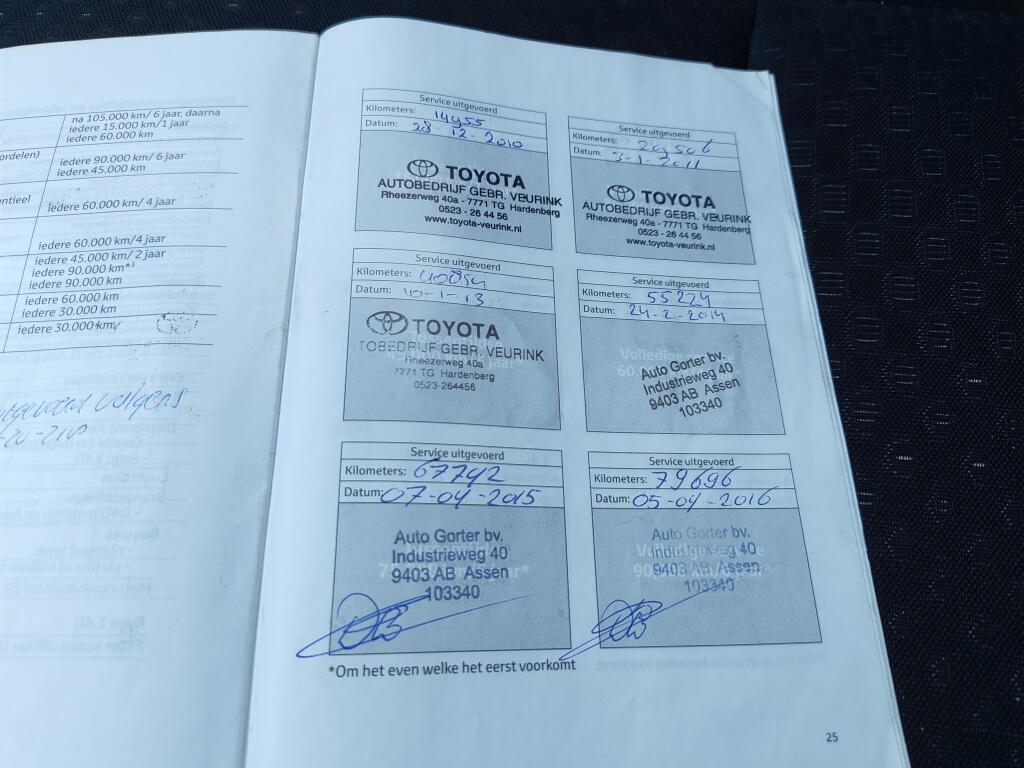 na 105.000 km/ 6 jaar, daarna
iedere 15.000 km/1 jaar
iedere 60.000 km
ordelen)
iedere 90.000 km/ 6 jaar
iedere 45.000 km
entieel
iedere 60.000 km/ 4 jaar
iedere 60.000 km/4 jaar
iedere 45.000 km/ 2 jaar
iedere 90.000 km*³
iedere 90.000 km
iedere 60.000 km
iedere 30.000 km
iedere 30.000 km/
volgens
Service uitgevoerd
Kilometers: 14955
Datum: 28-12-2010
TOYOTA
AUTOBEDRIJF GEBR. VEURINK
Rheezerweg 40a - 7771 TG Hardenberg
0523 - 26 44 56
www.toyota-veurink.nl
Service uitgevoerd
Kilometers: 29506
Datum: 3-1-2011
TOYOTA
AUTOBEDRIJF GEBR. VEURINK
Rheezerweg 40a - 7771 TG Hardenberg
0523 - 26 44 56
www.toyota-veurink.nl
Service uitgevoerd
Kilometers:
Datum: 10-1-13
TOYOTA
TOBEDRIJF GEBR. VEURINK
Rheezerweg 40a
7771 TG Hardenberg
0523-264456
Service uitgevoerd
Kilometers: 55224
Datum: 24-2-2014
Auto Gorter bv.
Industrieweg 40
9403 AB Assen
103340
Service uitgevoerd
Kilometers: 67742
Datum: 07-04-2015
Auto Gorter bv.
Industrieweg 40
9403 AB Assen
103340
Service uitgevoerd
Kilometers: 79696
Datum: 05-04-2016
Auto Gorter bv.
Industrieweg 40
9403 AB Assen
103340
*Om het even welke het eerst voorkomt
25